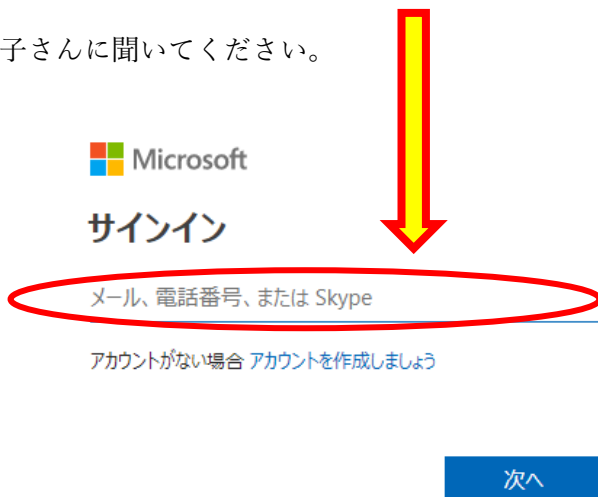 子さんに聞いてください。
Microsoft
サインイン
メール、電話番号、または Skype
アカウントがない場合 アカウントを作成しましょう
次へ